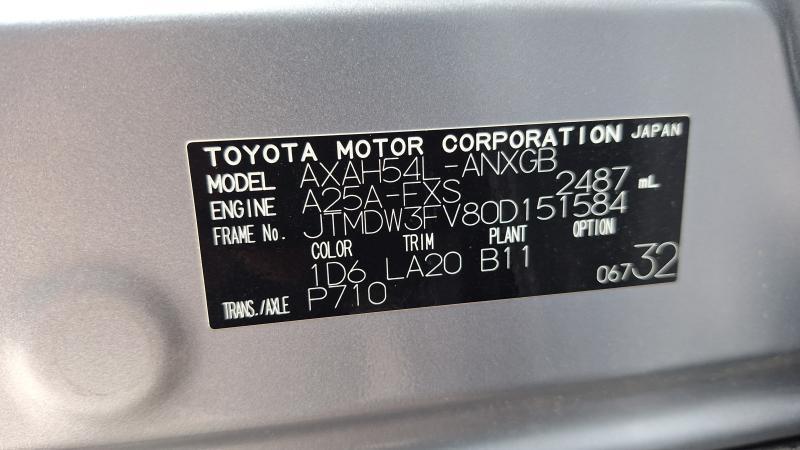 TOYOTA MOTOR CORPORATION JAPAN
MODEL AXAH54L-ANXGB
ENGINE A25A-FXS 2487 mL
FRAME No. JTMDW3FV80D151584
COLOR TRIM PLANT OPTION
1D6 LA20 B11
TRANS./AXLE P710 06732